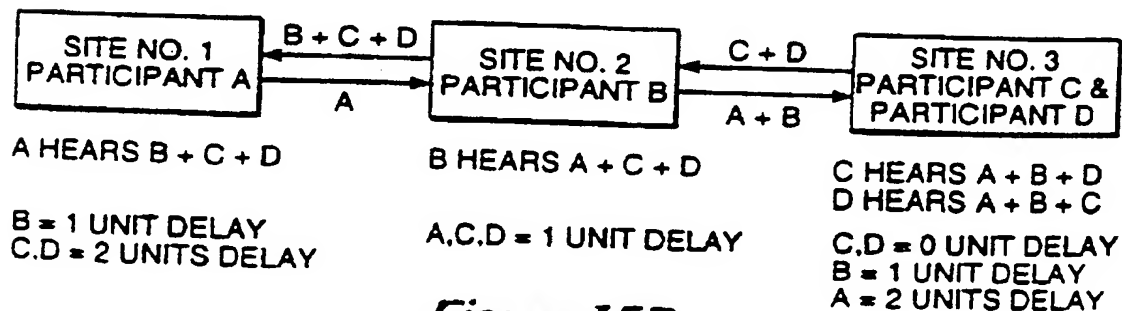 SITE NO. 1
PARTICIPANT A
B + C + D
A
SITE NO. 2
PARTICIPANT B
C + D
A + B
SITE NO. 3
PARTICIPANT C &
PARTICIPANT D
A HEARS B + C + D
B = 1 UNIT DELAY
C,D = 2 UNITS DELAY
B HEARS A + C + D
A,C,D = 1 UNIT DELAY
C HEARS A + B + D
D HEARS A + B + C
C,D = 0 UNIT DELAY
B = 1 UNIT DELAY
A = 2 UNITS DELAY